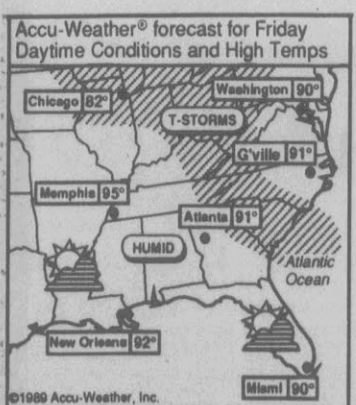 Accu-Weather® forecast for Friday
Daytime Conditions and High Temps
Washington 90°
Chicago 82°
T-STORMS
G'ville 91°
Memphis 95°
Atlanta 91°
HUMID
Atlantic
Ocean
New Orleans 92°
Miami 90°
©1989 Accu-Weather, Inc.